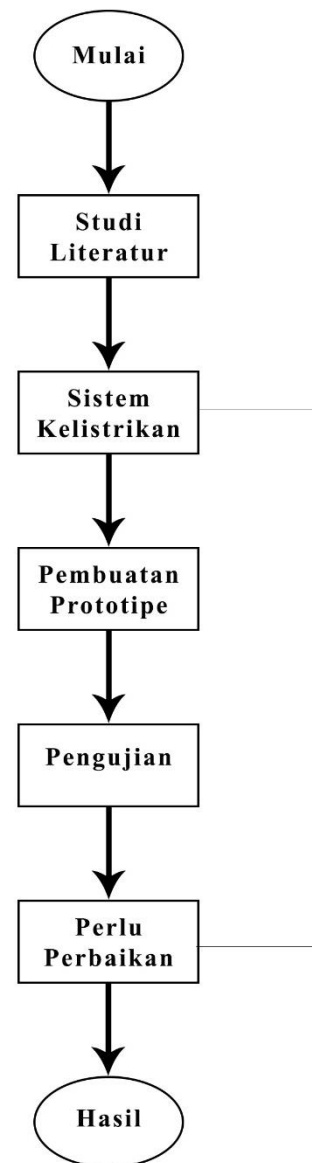 Mulai
Studi
Literatur
Sistem
Kelistrikan
Pembuatan
Prototipe
Pengujian
Perlu
Perbaikan
Hasil